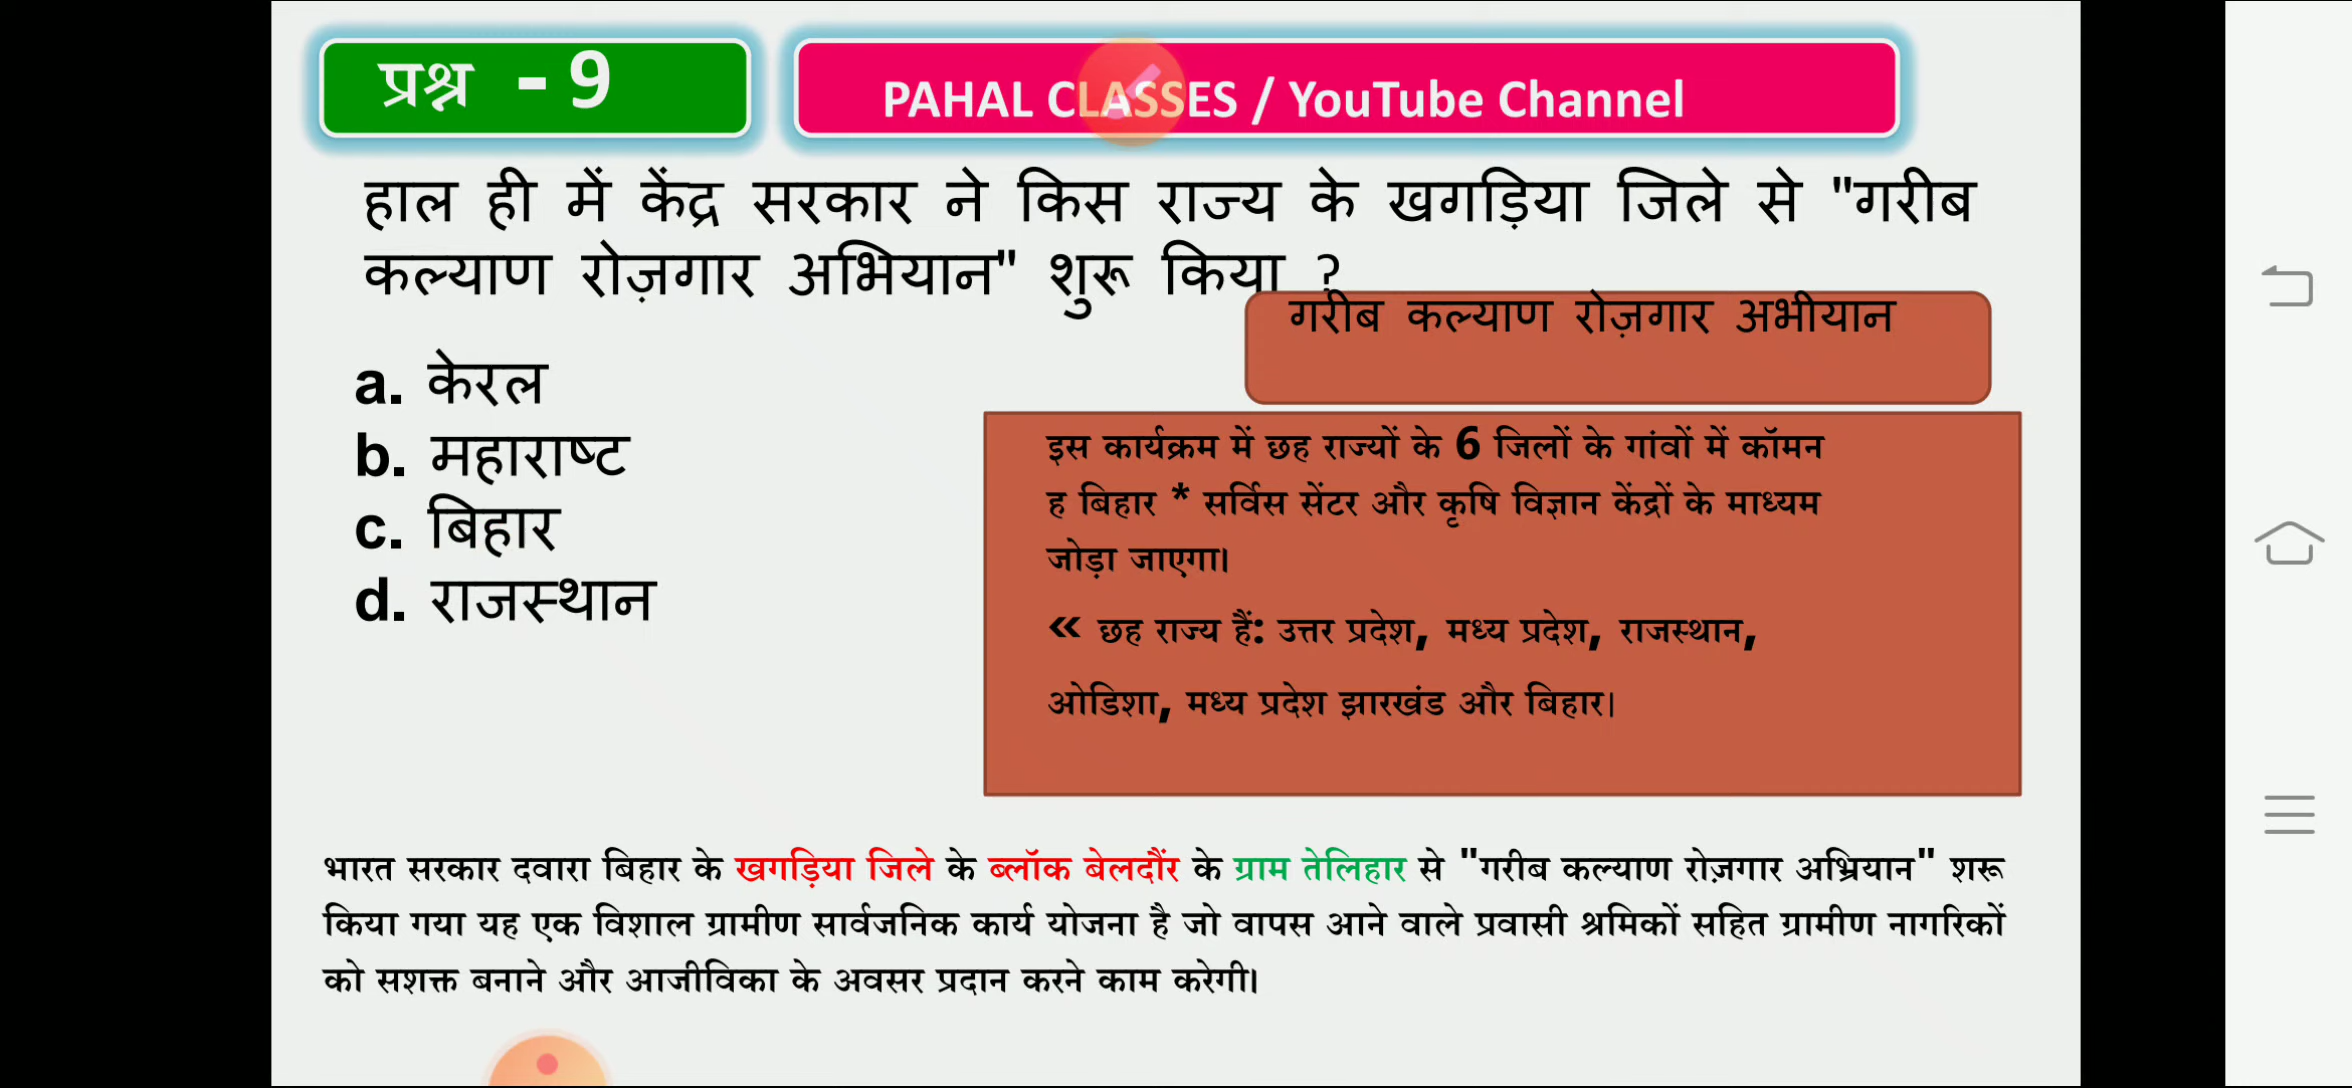 प्रश्न - 9
PAHAL CLASSES / YouTube Channel
हाल ही में केंद्र सरकार ने किस राज्य के खगड़िया जिले से "गरीब
कल्याण रोज़गार अभियान" शुरू किया ?
गरीब कल्याण रोज़गार अभीयान
a. केरल
b. महाराष्ट
c. बिहार
d. राजस्थान
इस कार्यक्रम में छह राज्यों के 6 जिलों के गांवों में कॉमन
ह बिहार * सर्विस सेंटर और कृषि विज्ञान केंद्रों के माध्यम
जोड़ा जाएगा।
« छह राज्य हैं: उत्तर प्रदेश, मध्य प्रदेश, राजस्थान,
ओडिशा, मध्य प्रदेश झारखंड और बिहार।
भारत सरकार दवारा बिहार के खगड़िया जिले के ब्लॉक बेलदौंर के ग्राम तेलिहार से "गरीब कल्याण रोज़गार अभ्रियान" शरू
किया गया यह एक विशाल ग्रामीण सार्वजनिक कार्य योजना है जो वापस आने वाले प्रवासी श्रमिकों सहित ग्रामीण नागरिकों
को सशक्त बनाने और आजीविका के अवसर प्रदान करने काम करेगी।